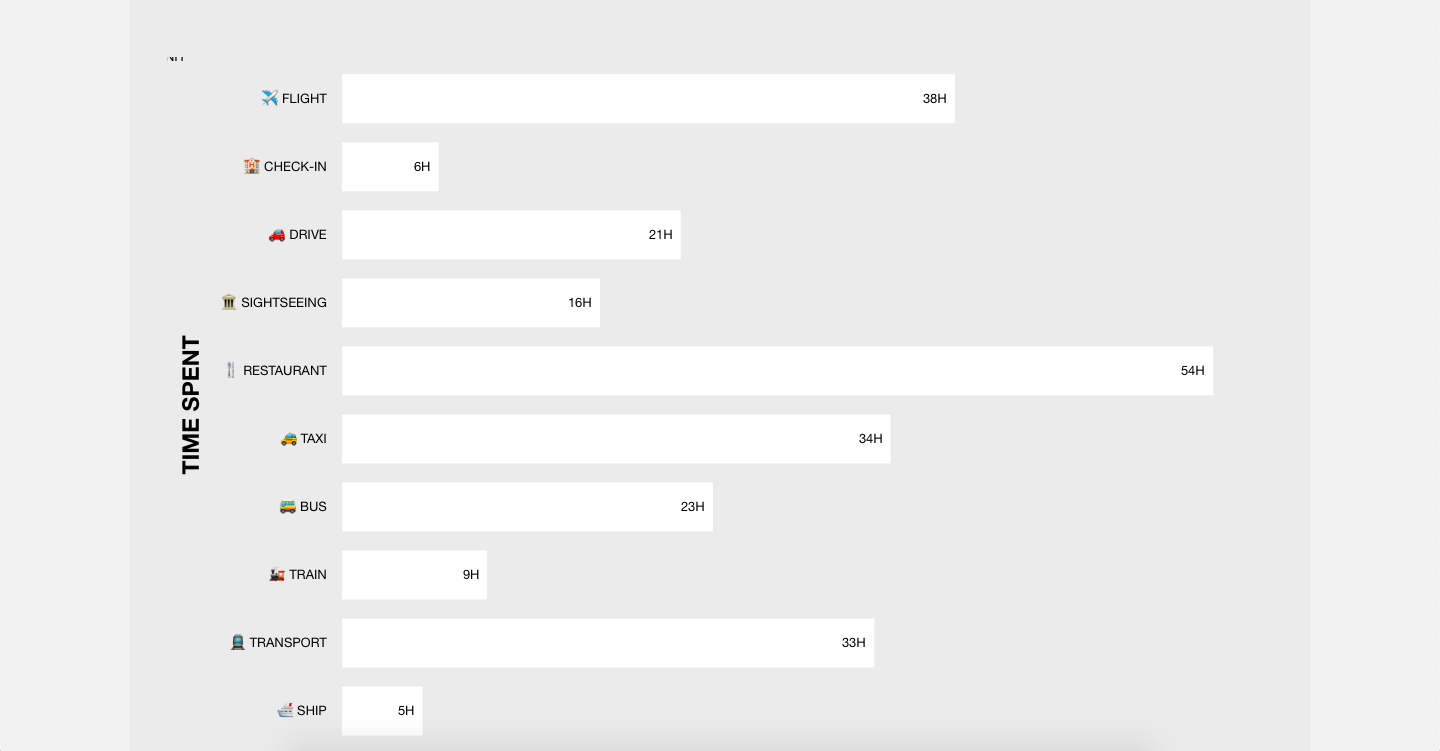 FLIGHT 38H
CHECK-IN 6H
DRIVE 21H
SIGHTSEEING 16H
TIME SPENT
RESTAURANT 54H
TAXI 34H
BUS 23H
TRAIN 9H
TRANSPORT 33H
SHIP 5H